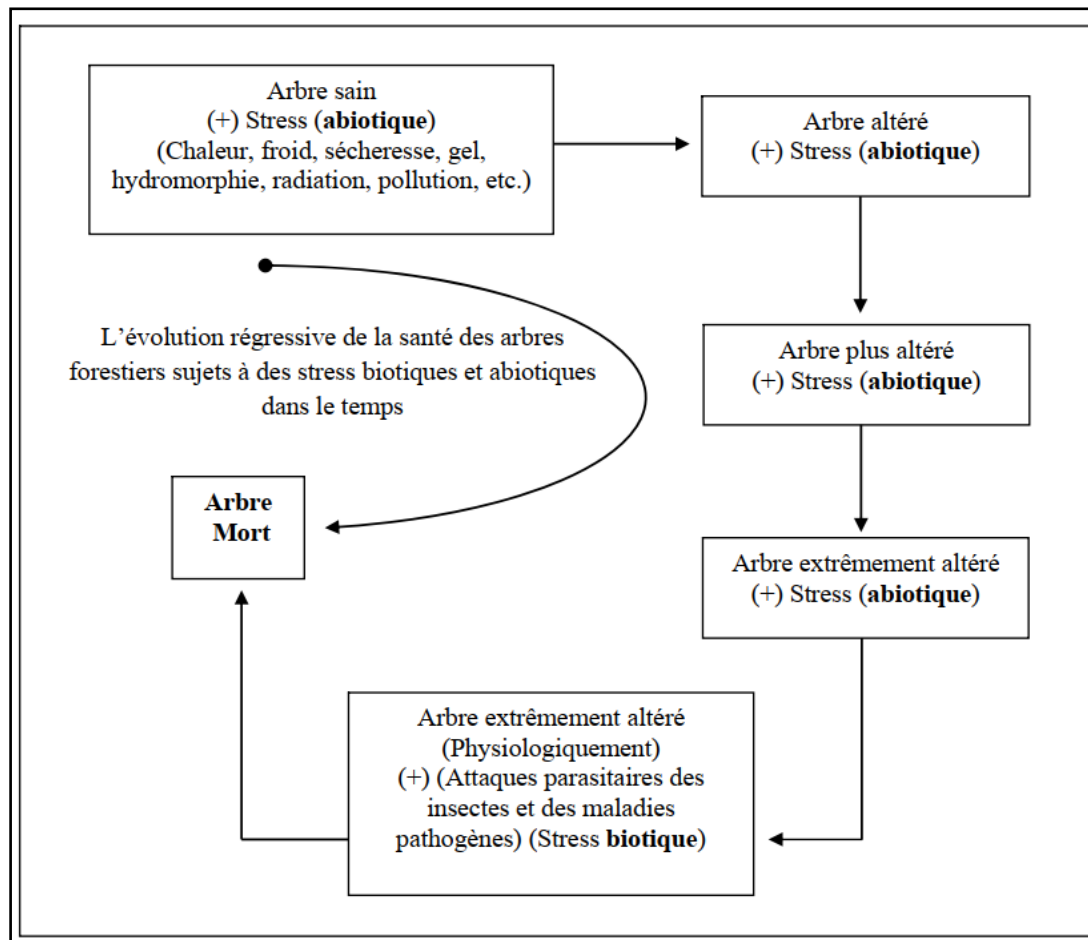 Arbre sain
(+) Stress (abiotique)
(Chaleur, froid, sécheresse, gel,
hydromorphie, radiation, pollution, etc.)
Arbre altéré
(+) Stress (abiotique)
Arbre plus altéré
(+) Stress (abiotique)
Arbre extrêmement altéré
(+) Stress (abiotique)
Arbre extrêmement altéré
(Physiologiquement)
(+) (Attaques parasitaires des
insectes et des maladies
pathogènes) (Stress biotique)
Arbre
Mort
L’évolution régressive de la santé des arbres
forestiers sujets à des stress biotiques et abiotiques
dans le temps